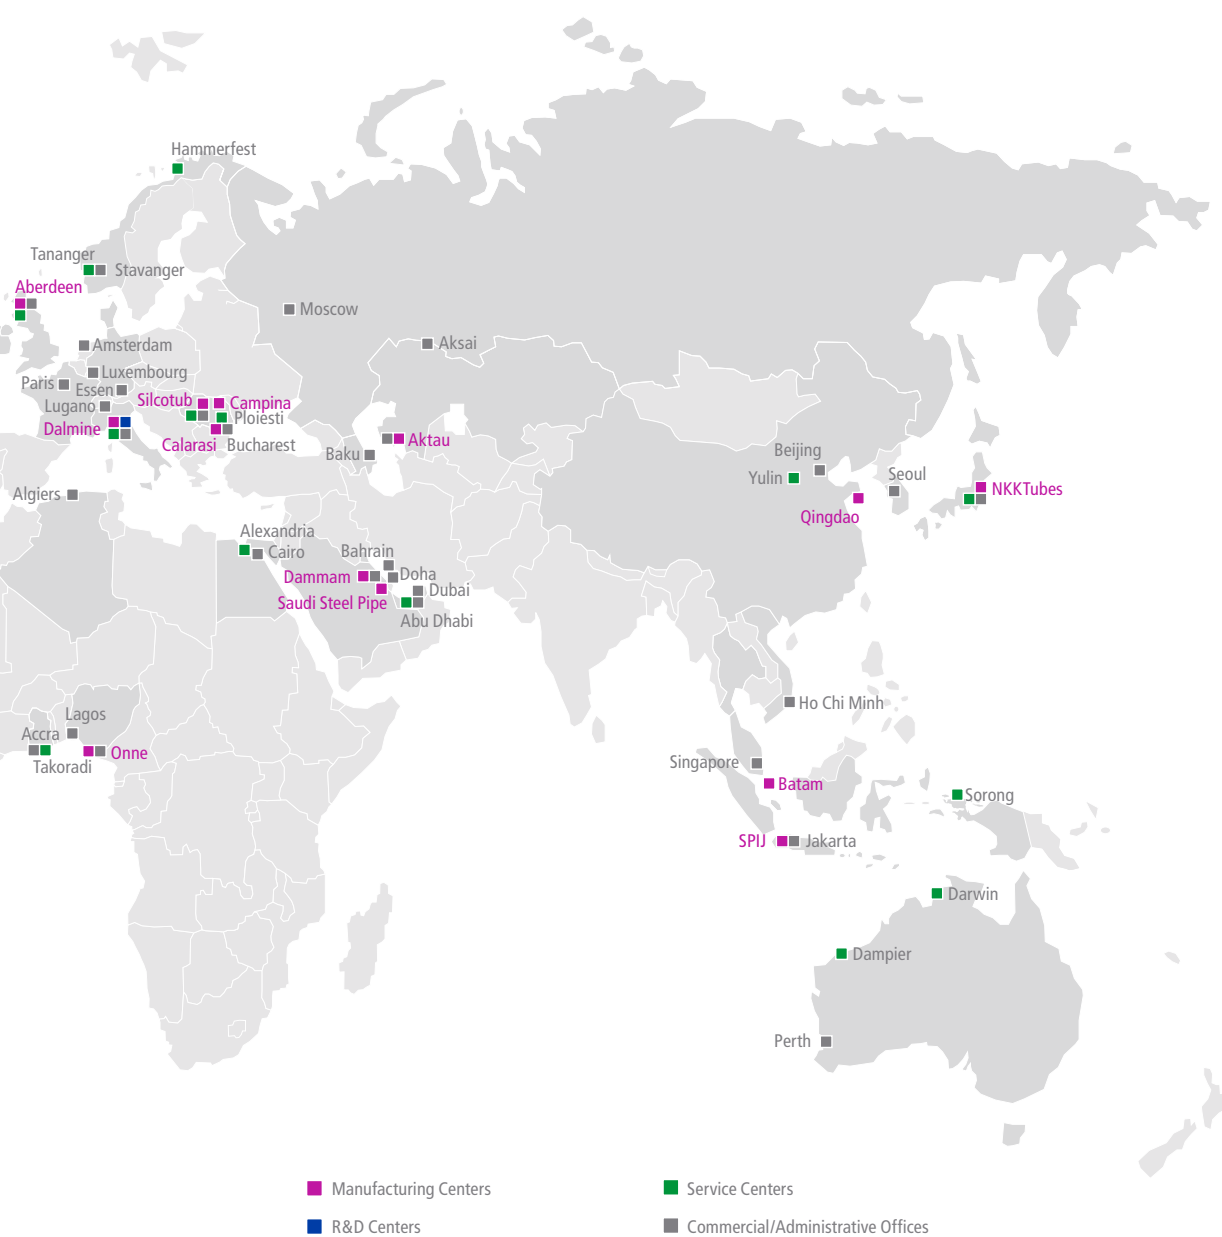 Hammerfest
Tananger
Stavanger
Aberdeen
Moscow
Amsterdam
Aksai
Luxembourg
Paris
Essen
Lugano
Silcotub
Campina
Ploiesti
Dalmine
Calarasi
Bucharest
Aktau
Baku
Beijing
Yulin
Seoul
NKKTubes
Algiers
Qingdao
Alexandria
Cairo
Bahrain
Dammam
Doha
Dubai
Saudi Steel Pipe
Abu Dhabi
Ho Chi Minh
Lagos
Accra
Onne
Takoradi
Singapore
Batam
Sorong
SPIJ
Jakarta
Darwin
Dampier
Perth
Manufacturing Centers
Service Centers
R&D Centers
Commercial/Administrative Offices